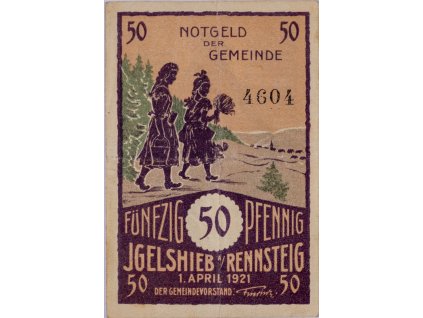 50 NOTGELD 50
DER
GEMEINDE
4604
FÜNFZIG 50 PFENNIG
JGELSHIEB A/RENNSTEIG
50 1. APRIL 1921 50
DER GEMEINDEVORSTAND: